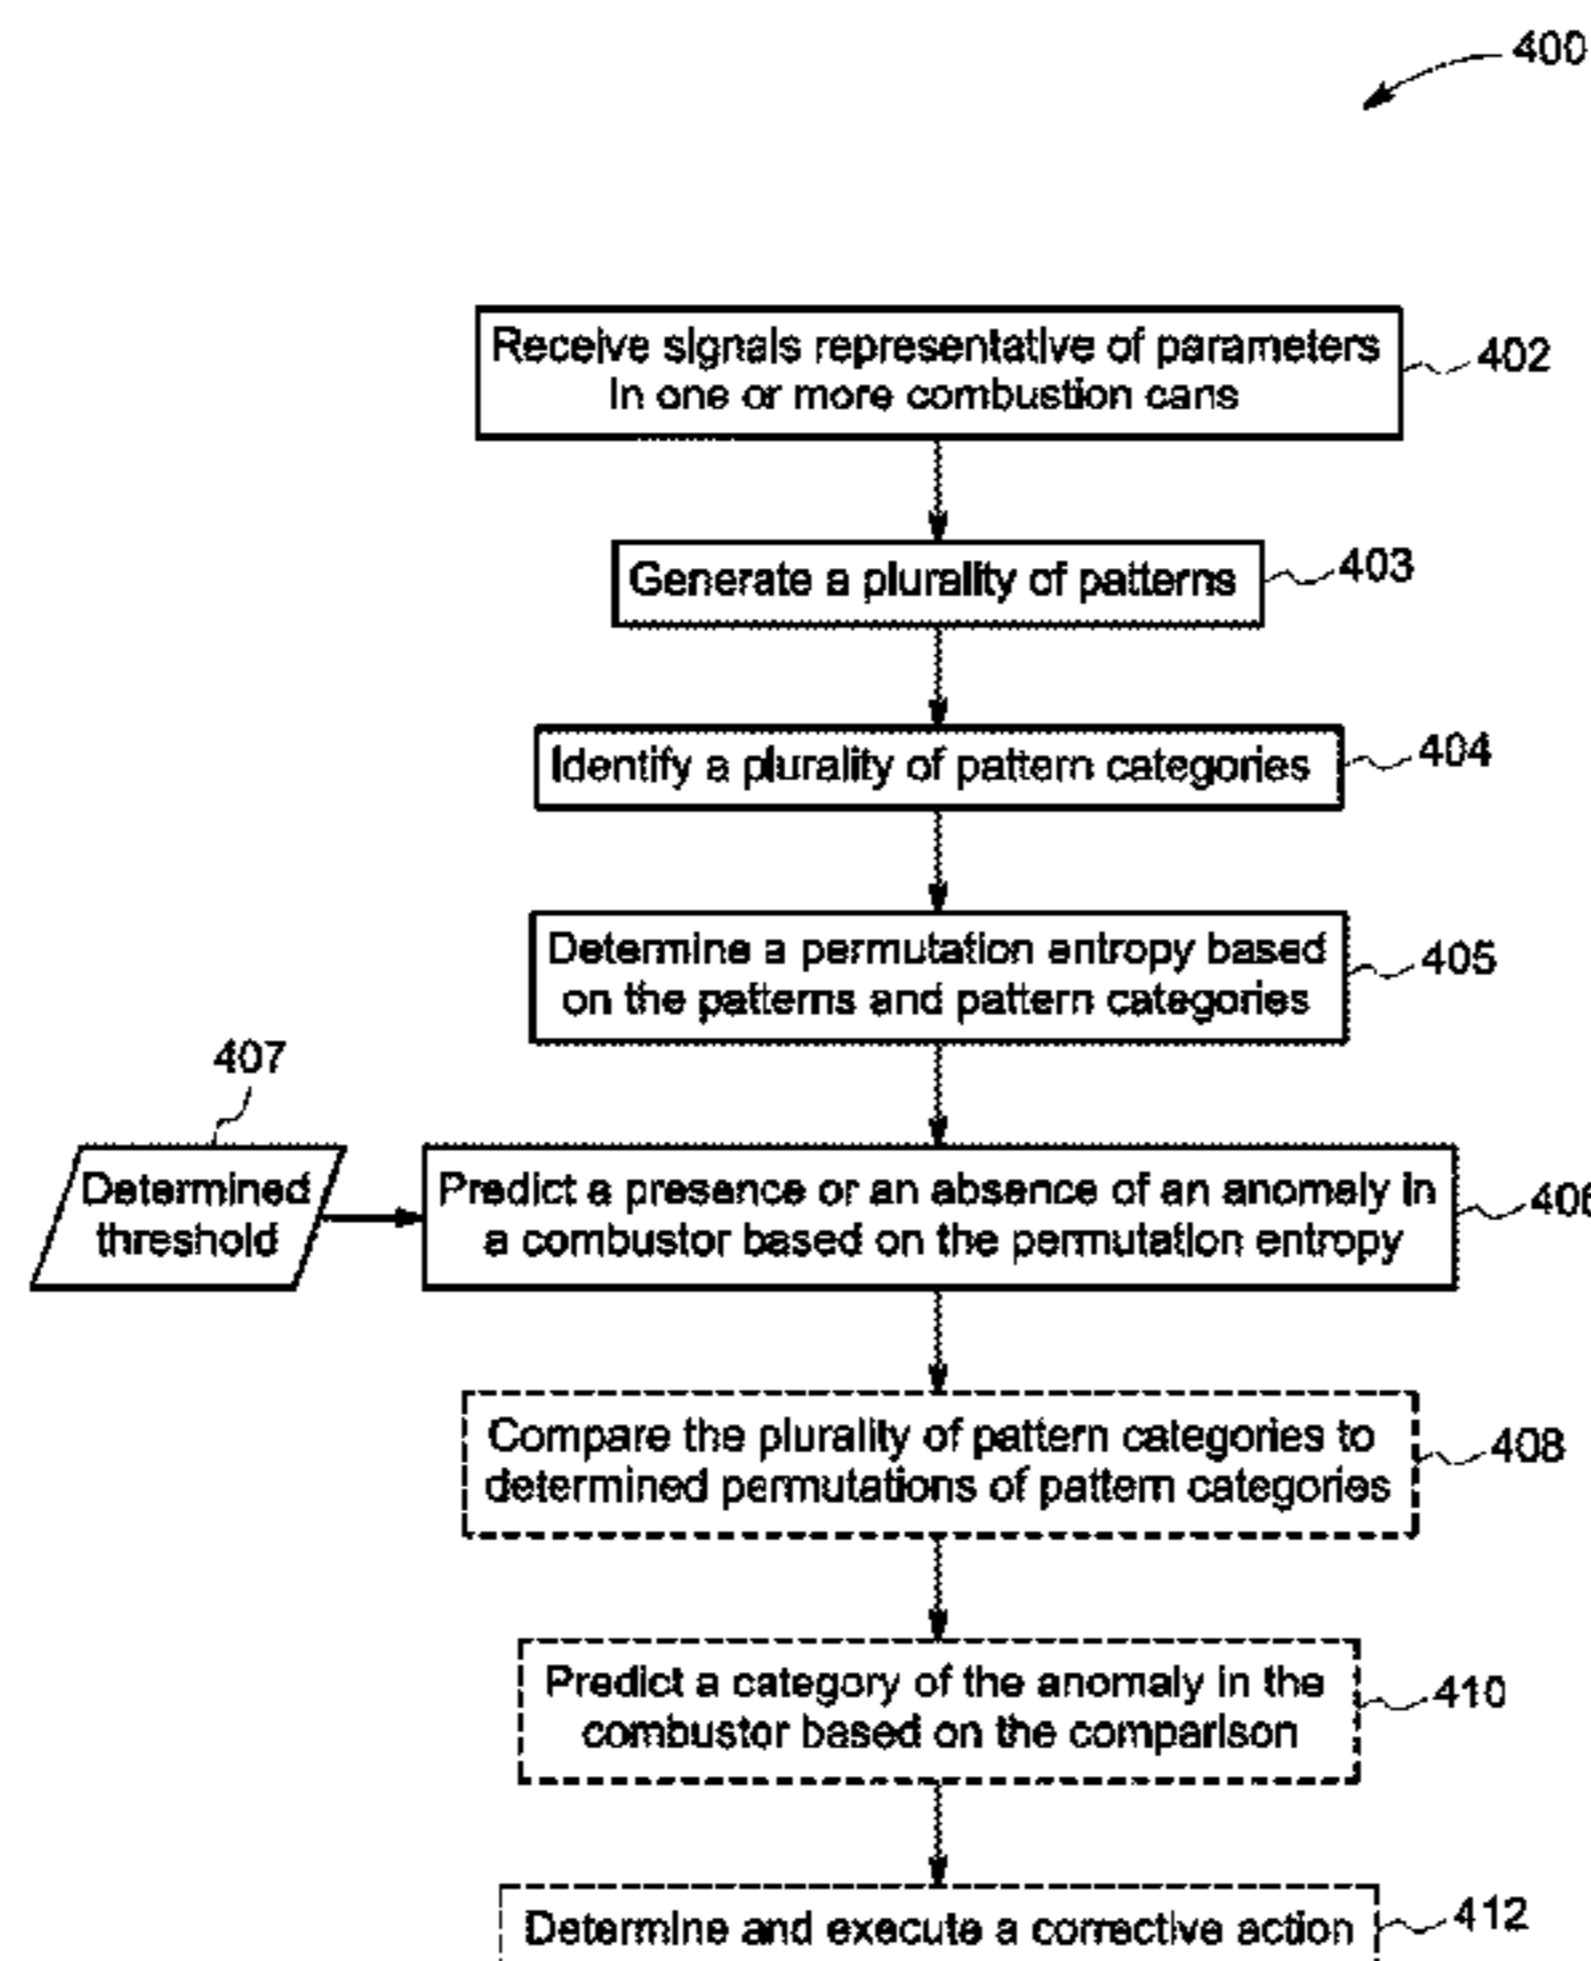 400
Receive signals representative of parameters
in one or more combustion cans
402
Generate a plurality of patterns
403
Identify a plurality of pattern categories
404
Determine a permutation entropy based
on the patterns and pattern categories
405
407
Determined
threshold
Predict a presence or an absence of an anomaly in
a combustor based on the permutation entropy
406
Compare the plurality of pattern categories to
determined permutations of pattern categories
408
Predict a category of the anomaly in the
combustor based on the comparison
410
Determine and execute a corrective action
412